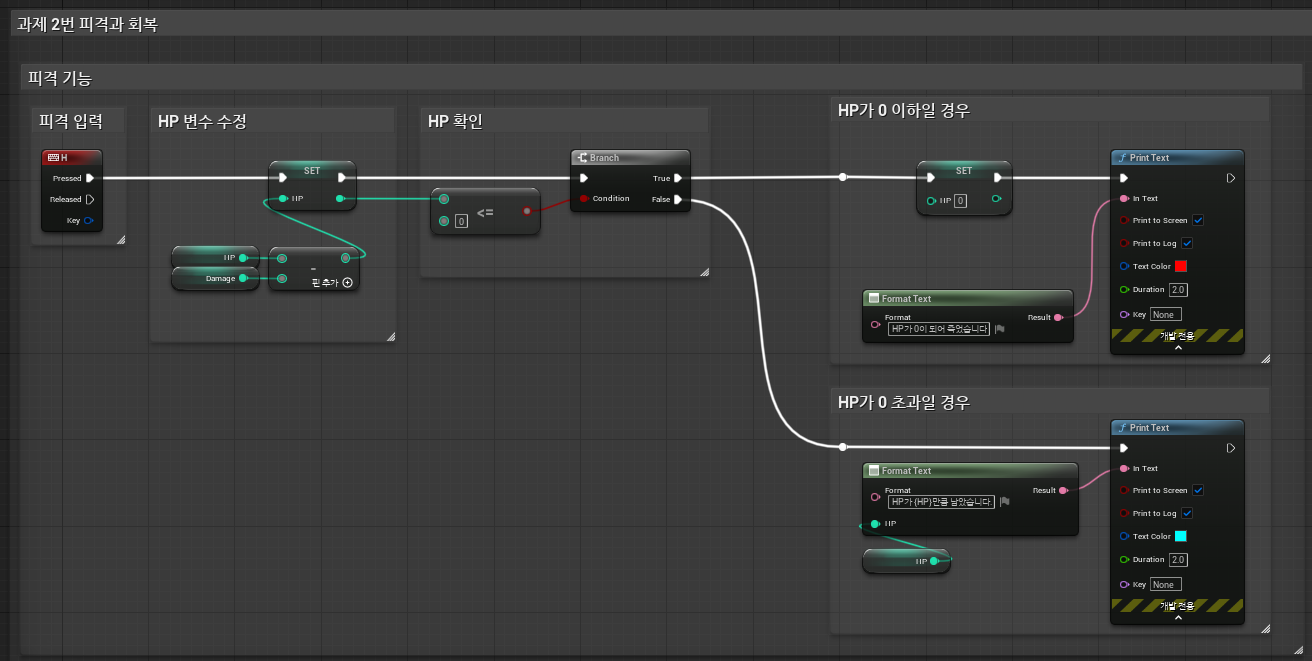 과제 2번 피격과 회복
피격 기능
피격 입력
H
Pressed
Released
Key
HP 변수 수정
SET
HP
HP
Damage
-
핀 추가
HP 확인
0
<=
Branch
True
Condition
False
HP가 0 이하일 경우
SET
HP 0
Format Text
Format
HP가 0이 되어 죽었습니다
Result
Print Text
In Text
Print to Screen
Print to Log
Text Color
Duration 2.0
Key None
개발 전용
HP가 0 초과일 경우
Format Text
Format
HP가 {HP}만큼 남았습니다.
Result
HP
HP
Print Text
In Text
Print to Screen
Print to Log
Text Color
Duration 2.0
Key None
개발 전용